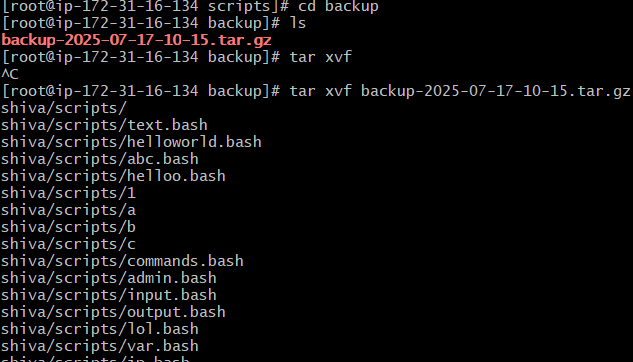 [root@ip-172-31-16-134 scripts]# cd backup
[root@ip-172-31-16-134 backup]# ls
backup-2025-07-17-10-15.tar.gz
[root@ip-172-31-16-134 backup]# tar xvf
^C
[root@ip-172-31-16-134 backup]# tar xvf backup-2025-07-17-10-15.tar.gz
shiva/scripts/
shiva/scripts/text.bash
shiva/scripts/helloworld.bash
shiva/scripts/abc.bash
shiva/scripts/helloo.bash
shiva/scripts/1
shiva/scripts/a
shiva/scripts/b
shiva/scripts/c
shiva/scripts/commands.bash
shiva/scripts/admin.bash
shiva/scripts/input.bash
shiva/scripts/output.bash
shiva/scripts/lol.bash
shiva/scripts/var.bash